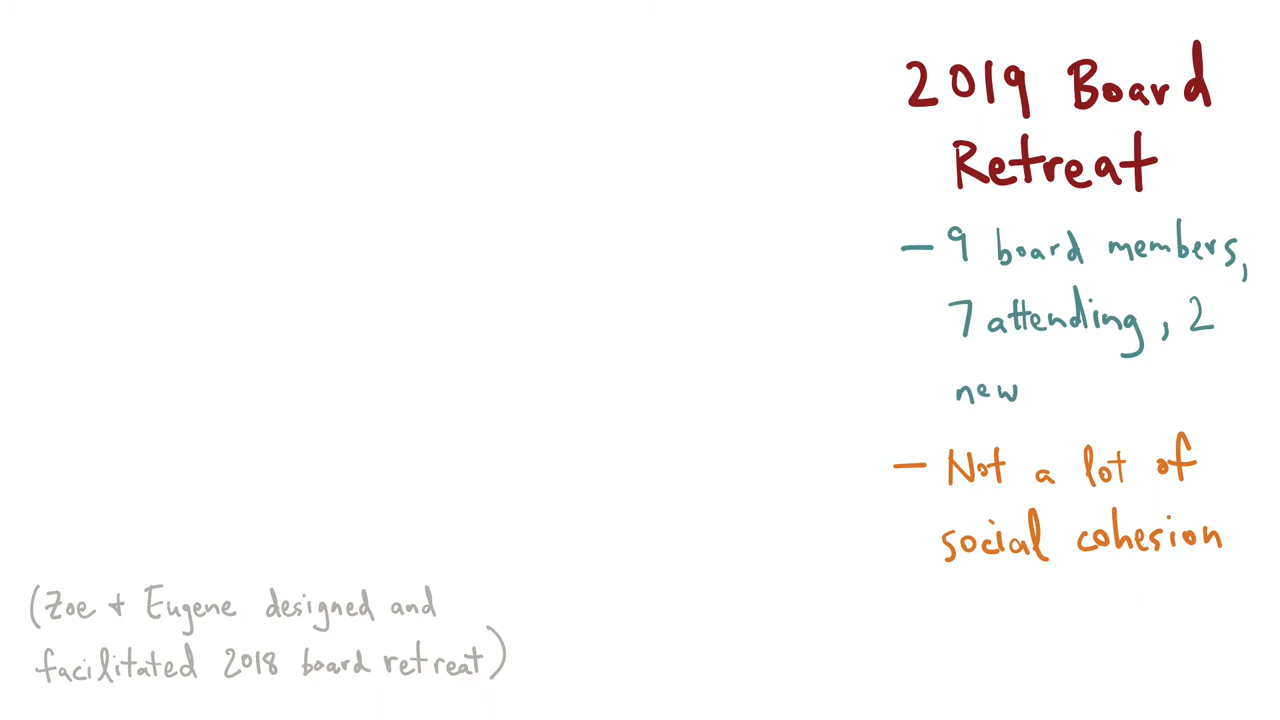 2019 Board
Retreat
– 9 board members,
7 attending, 2
new
– Not a lot of
social cohesion
(Zoe + Eugene designed and
facilitated 2018 board retreat)